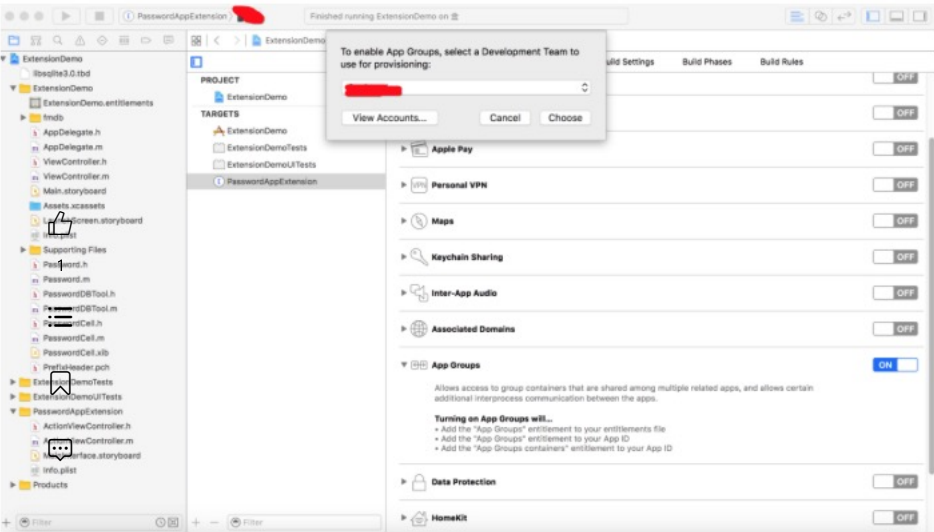 PasswordAppExtension
Finished running ExtensionDemo on
ExtensionDemo
libsqlite3.0.tbd
ExtensionDemo
ExtensionDemo.entitlements
fmdb
AppDelegate.h
AppDelegate.m
ViewController.h
ViewController.m
Main.storyboard
Assets.xcassets
Screen.storyboard
Info.plist
Supporting Files
Password.h
1
Password.m
PasswordDBTool.h
PasswordDBTool.m
PasswordCell.h
PasswordCell.m
PasswordCell.xib
PrefixHeader.pch
ExtensionDemoTests
ExtensionDemoUITests
PasswordAppExtension
ActionViewController.h
ActionViewController.m
Interface.storyboard
Info.plist
Products
Filter
ExtensionDemo
PROJECT
ExtensionDemo
TARGETS
ExtensionDemo
ExtensionDemoTests
ExtensionDemoUITests
PasswordAppExtension
Filter
To enable App Groups, select a Development Team to
use for provisioning:
View Accounts... Cancel Choose
Build Phases Build Rules
OFF
OFF
Apple Pay OFF
VPN Personal VPN OFF
Maps OFF
Keychain Sharing OFF
Inter-App Audio OFF
Associated Domains OFF
App Groups ON
Allows access to group containers that are shared among multiple related apps, and allows certain
additional interprocess communication between the apps.
Turning on App Groups will...
• Add the "App Groups" entitlement to your entitlements file
• Add the "App Groups" entitlement to your App ID
• Add the "App Groups containers" entitlement to your App ID
Data Protection OFF
HomeKit OFF